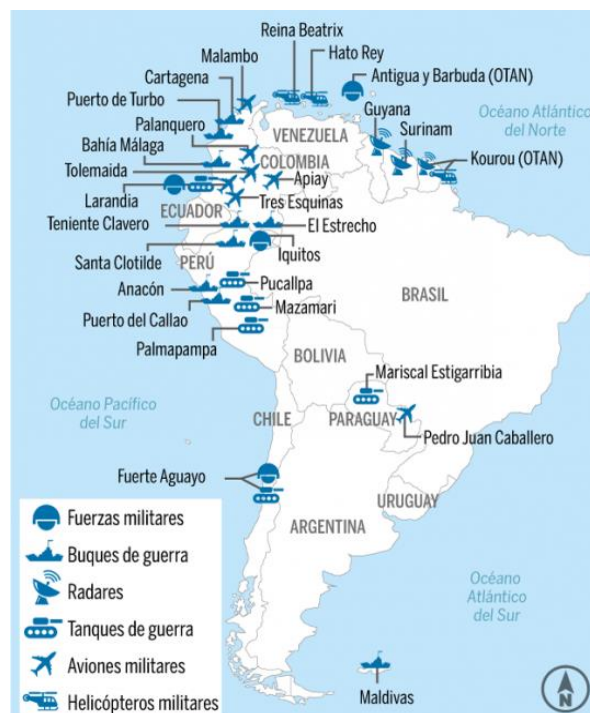 Reina Beatrix
Hato Rey
Malambo
Antigua y Barbuda (OTAN)
Cartagena
Puerto de Turbo
Guyana
Océano Atlántico
del Norte
Palanquero
Surinam
VENEZUELA
Bahía Málaga
Kourou (OTAN)
COLOMBIA
Tolemaida
Apiay
Larandia
Tres Esquinas
ECUADOR
Teniente Clavero
El Estrecho
Santa Clotilde
Iquitos
PERÚ
Anacón
Pucallpa
BRASIL
Mazamari
Puerto del Callao
Palmapampa
BOLIVIA
Mariscal Estigarribia
Océano Pacífico
del Sur
CHILE
PARAGUAY
Pedro Juan Caballero
Fuerte Aguayo
URUGUAY
ARGENTINA
Fuerzas militares
Buques de guerra
Radares
Tanques de guerra
Aviones militares
Helicópteros militares
Océano
Atlántico
del Sur
Maldivas
N